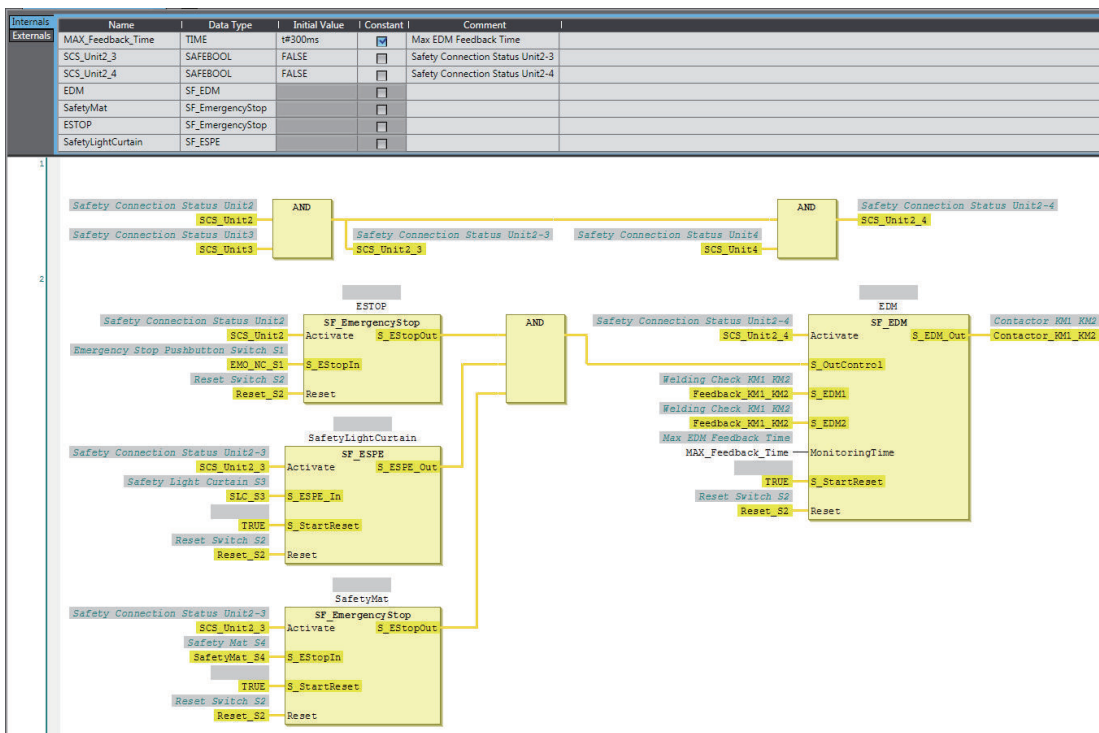 Internals
Externals
Name Data Type Initial Value Constant Comment
MAX_Feedback_Time TIME t#300ms Max EDM Feedback Time
SCS_Unit2_3 SAFEBOOL FALSE Safety Connection Status Unit2-3
SCS_Unit2_4 SAFEBOOL FALSE Safety Connection Status Unit2-4
EDM SF_EDM
SafetyMat SF_EmergencyStop
ESTOP SF_EmergencyStop
SafetyLightCurtain SF_ESPE
1
Safety Connection Status Unit2 AND AND Safety Connection Status Unit2-4
SCS_Unit2 SCS_Unit2_4
Safety Connection Status Unit3 Safety Connection Status Unit2-3 Safety Connection Status Unit4
SCS_Unit3 SCS_Unit2_3 SCS_Unit4
2
ESTOP EDM
Safety Connection Status Unit2 SF_EmergencyStop AND Safety Connection Status Unit2-4 SF_EDM Contactor KM1 KM2
SCS_Unit2 Activate S_EStopOut SCS_Unit2_4 Activate S_EDM_Out Contactor_KM1_KM2
Emergency Stop Pushbutton Switch S1
EMO_NC_S1 S_EStopIn S_OutControl
Reset Switch S2 Welding Check KM1 KM2
Reset_S2 Reset Feedback_KM1_KM2 S_EDM1
Welding Check KM1 KM2
Feedback_KM1_KM2 S_EDM2
SafetyLightCurtain Max EDM Feedback Time
Safety Connection Status Unit2-3 SF_ESPE MAX_Feedback_Time MonitoringTime
SCS_Unit2_3 Activate S_ESPE_Out
Safety Light Curtain S3 TRUE S_StartReset
SLC_S3 S_ESPE_In Reset Switch S2
Reset_S2 Reset
TRUE S_StartReset
Reset Switch S2
Reset_S2 Reset
SafetyMat
Safety Connection Status Unit2-3 SF_EmergencyStop
SCS_Unit2_3 Activate S_EStopOut
Safety Mat S4
SafetyMat_S4 S_EStopIn
TRUE S_StartReset
Reset Switch S2
Reset_S2 Reset